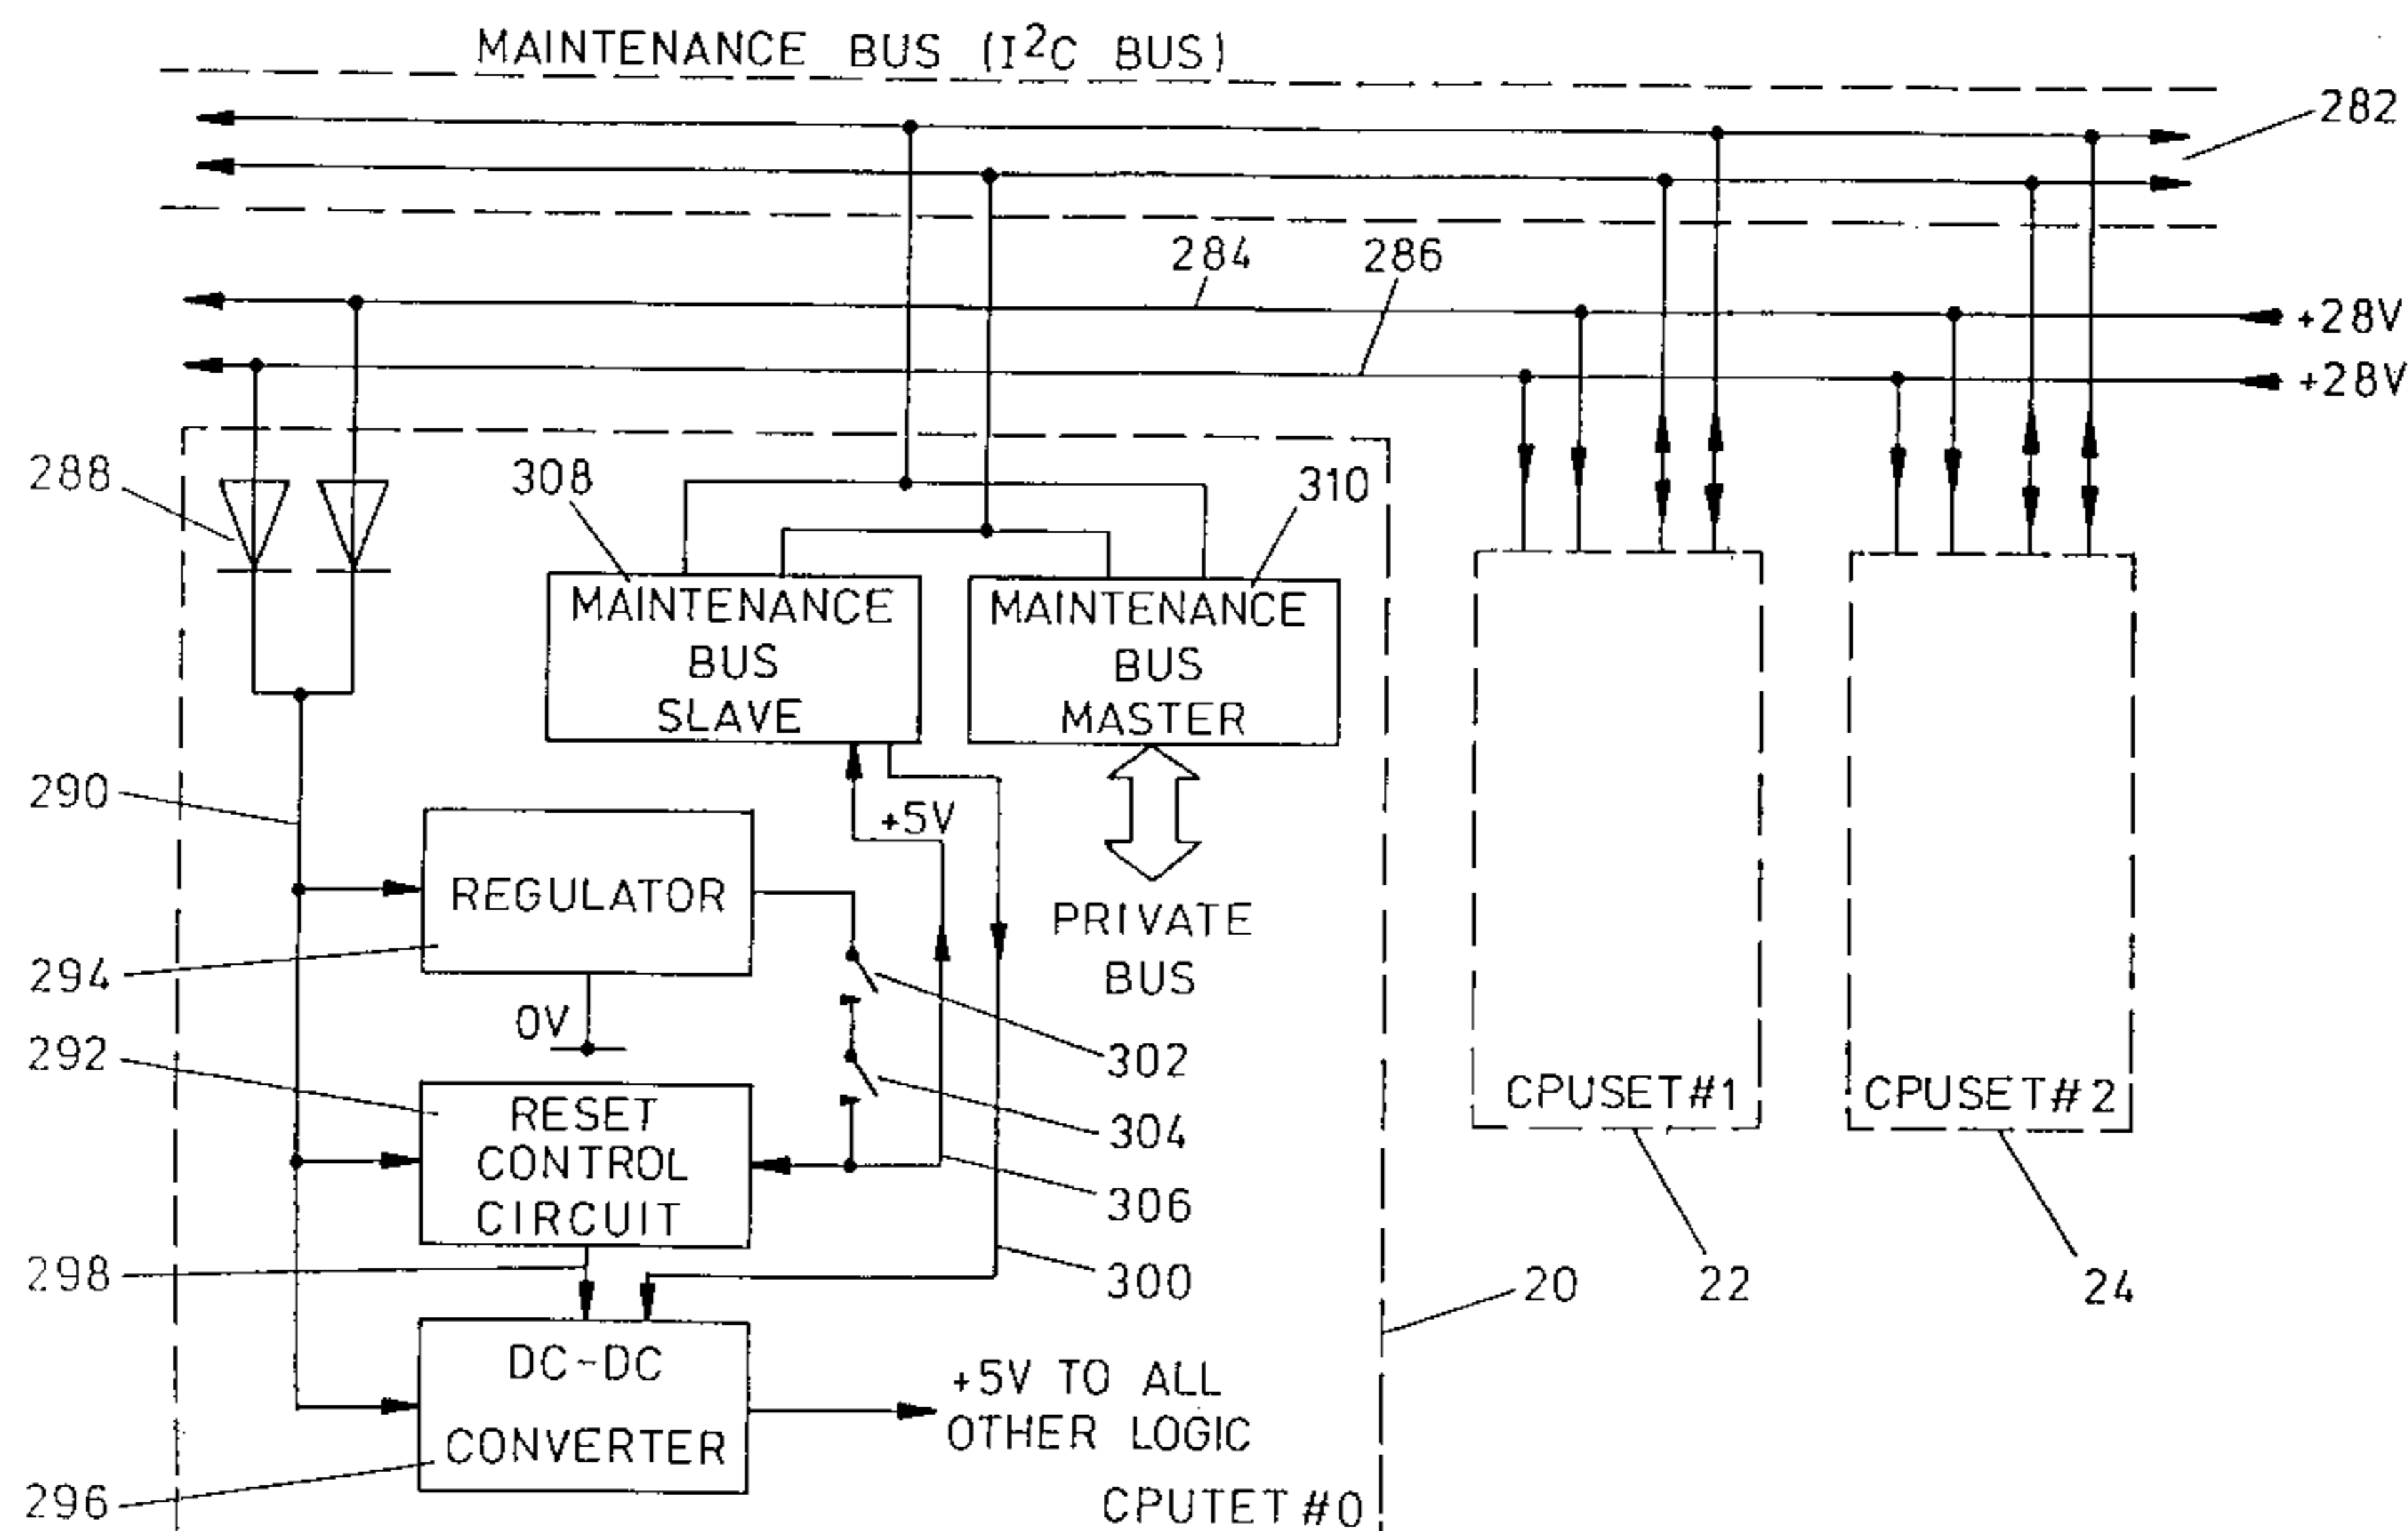 MAINTENANCE BUS (I²C BUS)
282
284
286
+28V
+28V
288
308
310
MAINTENANCE
BUS
SLAVE
MAINTENANCE
BUS
MASTER
290
+5V
REGULATOR
PRIVATE
BUS
294
0V
292
302
RESET
CONTROL
CIRCUIT
304
CPUSET#1
CPUSET#2
306
298
300
20
22
24
DC-DC
CONVERTER
+5V TO ALL
OTHER LOGIC
296
CPUTET #0